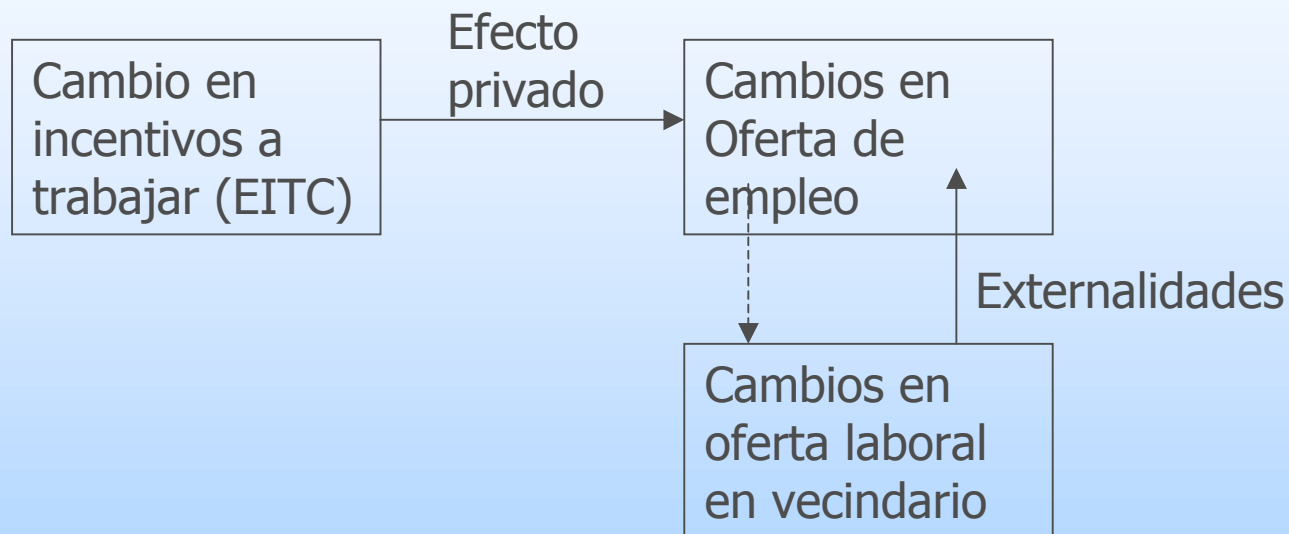 Efecto
privado
Cambio en
incentivos a
trabajar (EITC)
Cambios en
Oferta de
empleo
Externalidades
Cambios en
oferta laboral
en vecindario